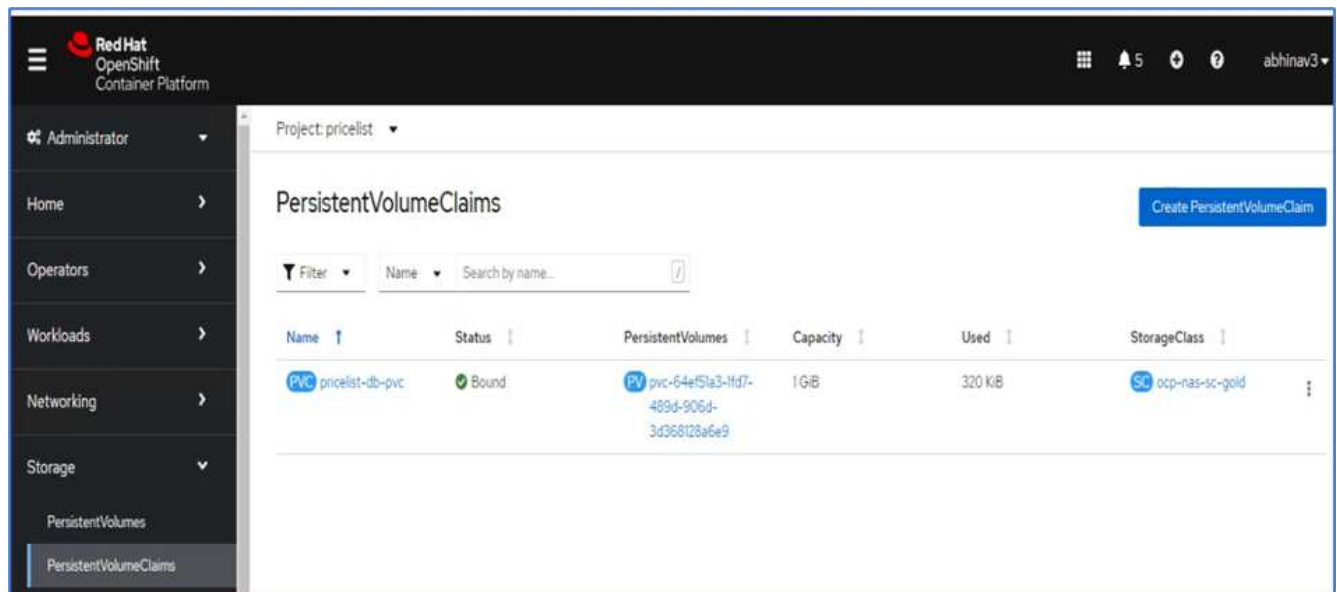 Red Hat
OpenShift
Container Platform
5
abhinav3
Administrator
Project: pricelist
Home
PersistentVolumeClaims
Create PersistentVolumeClaim
Operators
Filter
Name
Search by name...
/
Workloads
Name
Status
PersistentVolumes
Capacity
Used
StorageClass
PVC pricelist-db-pvc
Bound
PV pvc-64ef51a3-1fd7-
489d-906d-
3d368128a6e9
1 GiB
320 KiB
SC ocp-nas-sc-gold
Networking
Storage
PersistentVolumes
PersistentVolumeClaims